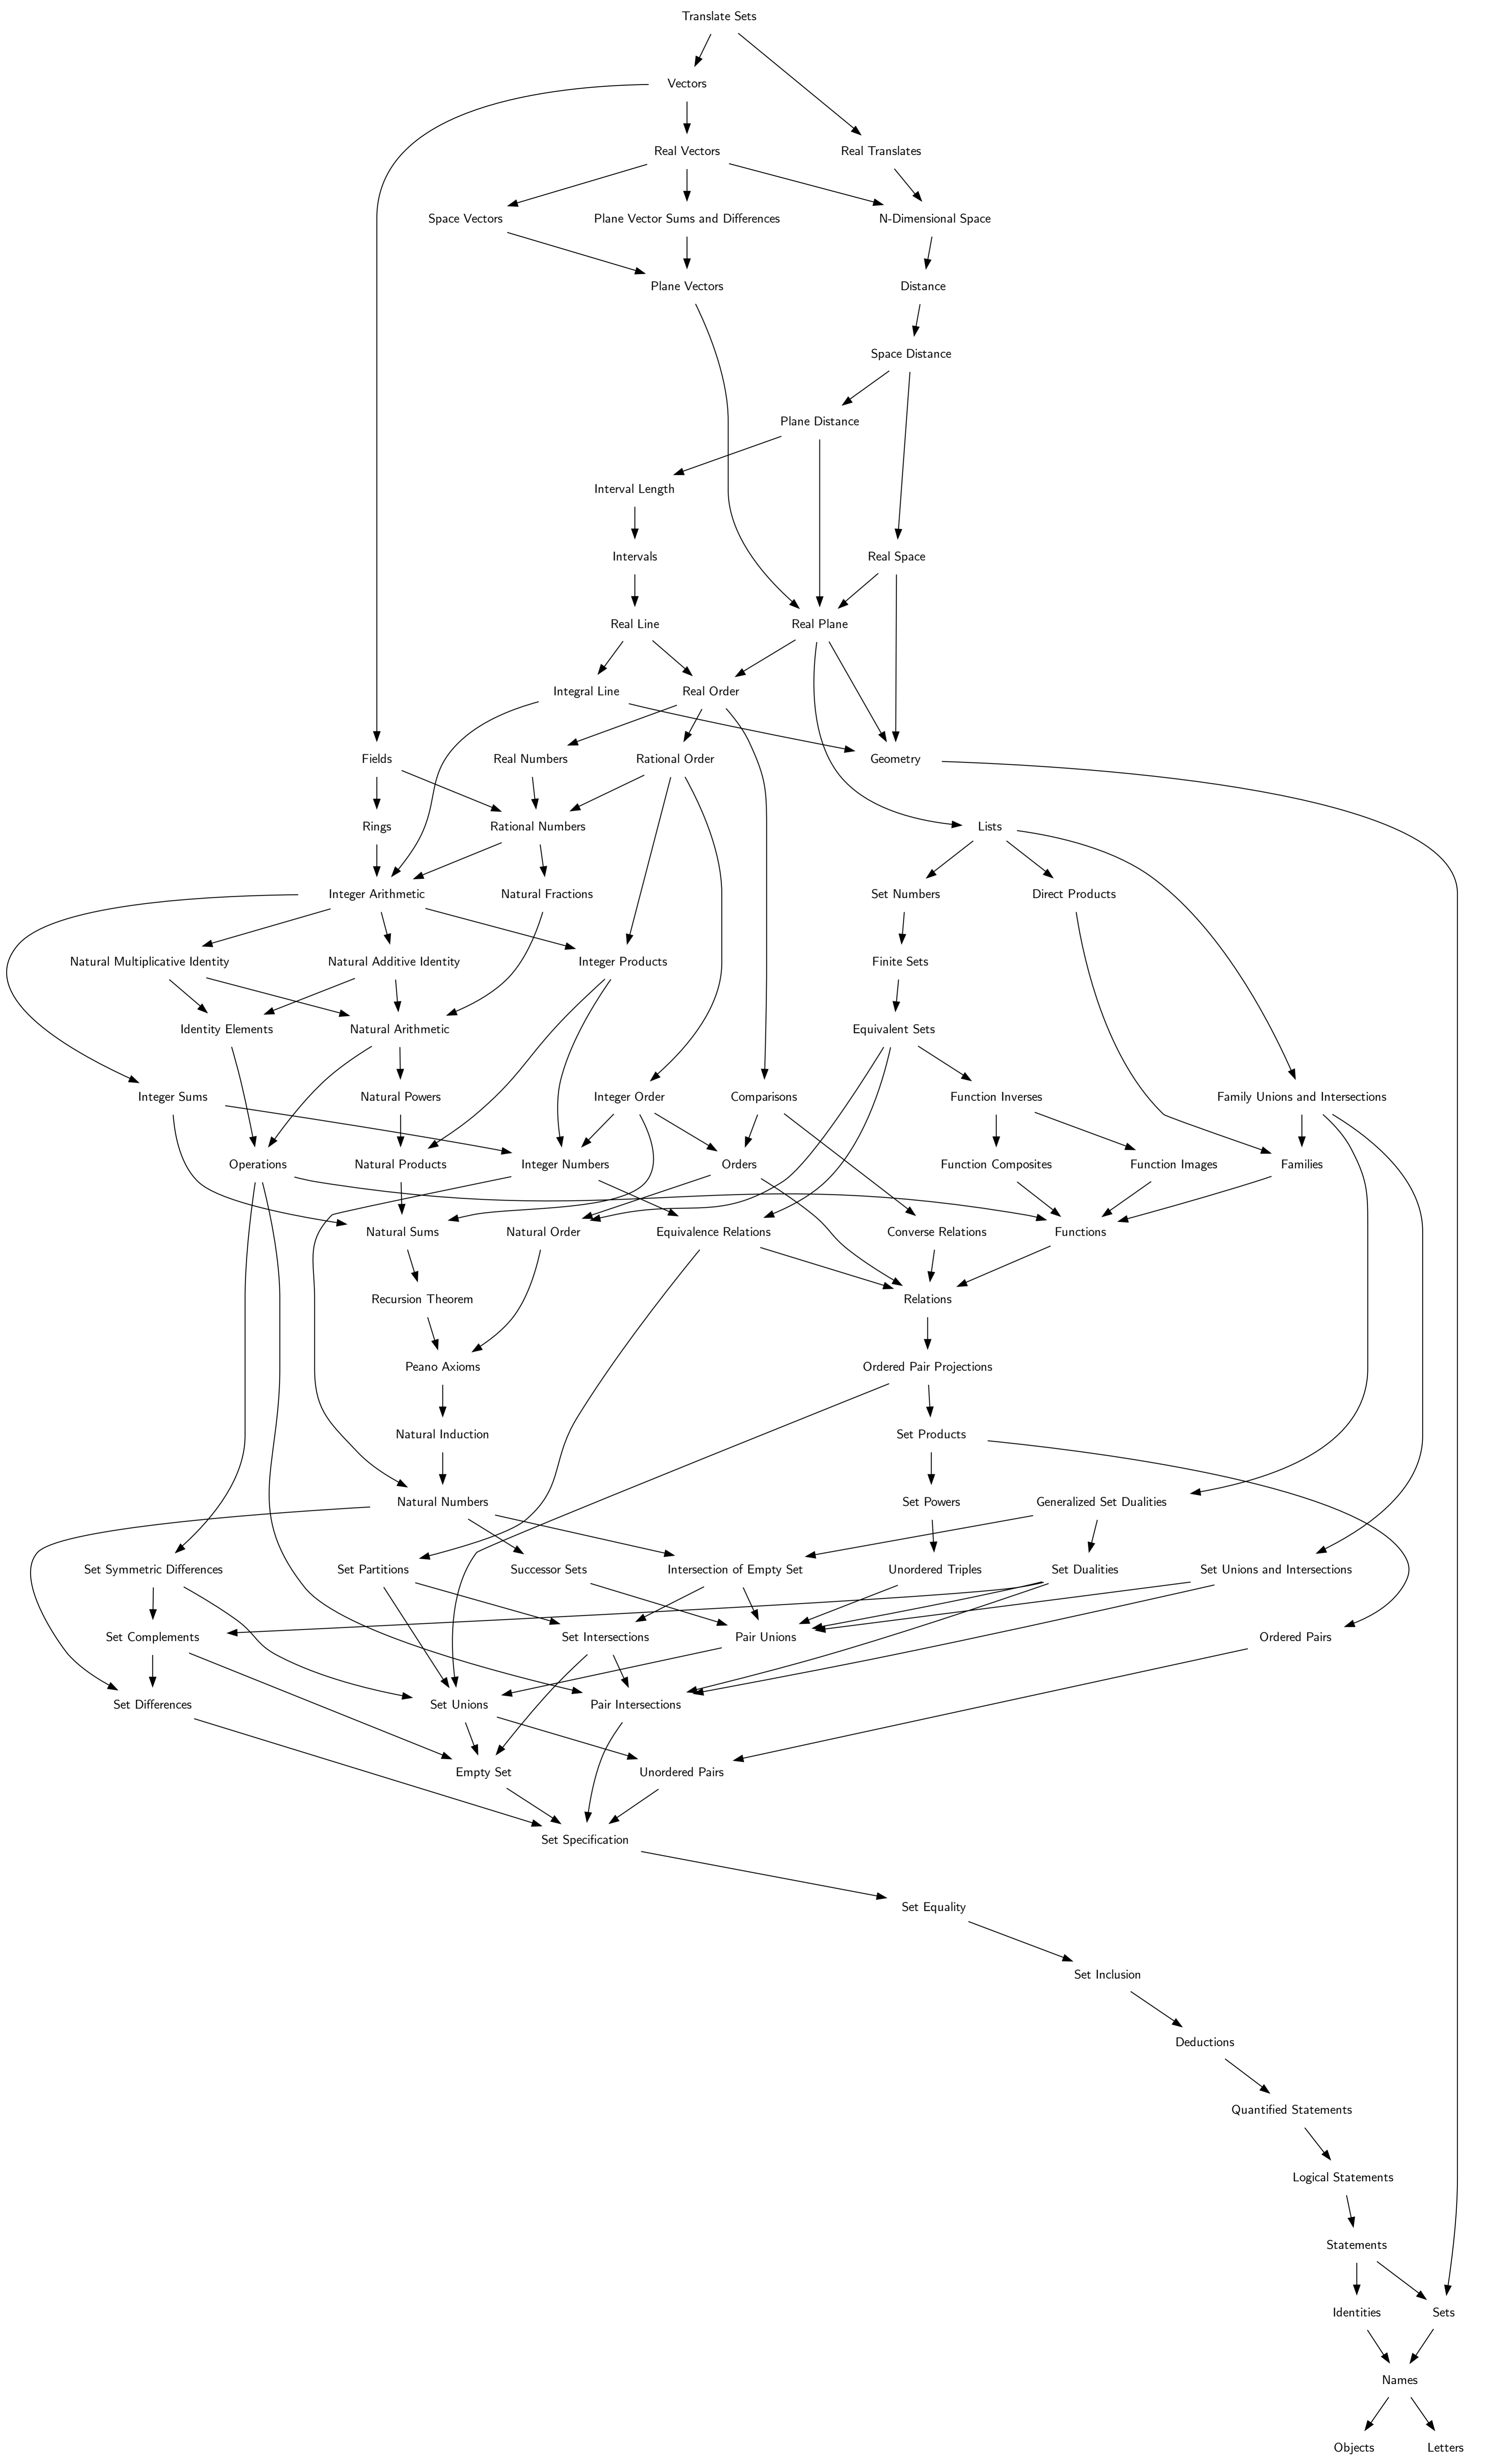 Translate Sets
Vectors
Real Vectors
Real Translates
Space Vectors
Plane Vector Sums and Differences
N-Dimensional Space
Plane Vectors
Distance
Space Distance
Plane Distance
Interval Length
Intervals
Real Space
Real Line
Real Plane
Integral Line
Real Order
Fields
Real Numbers
Rational Order
Geometry
Rings
Rational Numbers
Lists
Integer Arithmetic
Natural Fractions
Set Numbers
Direct Products
Natural Multiplicative Identity
Natural Additive Identity
Integer Products
Finite Sets
Identity Elements
Natural Arithmetic
Equivalent Sets
Integer Sums
Natural Powers
Integer Order
Comparisons
Function Inverses
Family Unions and Intersections
Operations
Natural Products
Integer Numbers
Orders
Function Composites
Function Images
Families
Natural Sums
Natural Order
Equivalence Relations
Converse Relations
Functions
Recursion Theorem
Relations
Peano Axioms
Ordered Pair Projections
Natural Induction
Set Products
Natural Numbers
Set Powers
Generalized Set Dualities
Set Symmetric Differences
Set Partitions
Successor Sets
Intersection of Empty Set
Unordered Triples
Set Dualities
Set Unions and Intersections
Set Complements
Set Intersections
Pair Unions
Ordered Pairs
Set Differences
Set Unions
Pair Intersections
Empty Set
Unordered Pairs
Set Specification
Set Equality
Set Inclusion
Deductions
Quantified Statements
Logical Statements
Statements
Identities
Sets
Names
Objects
Letters